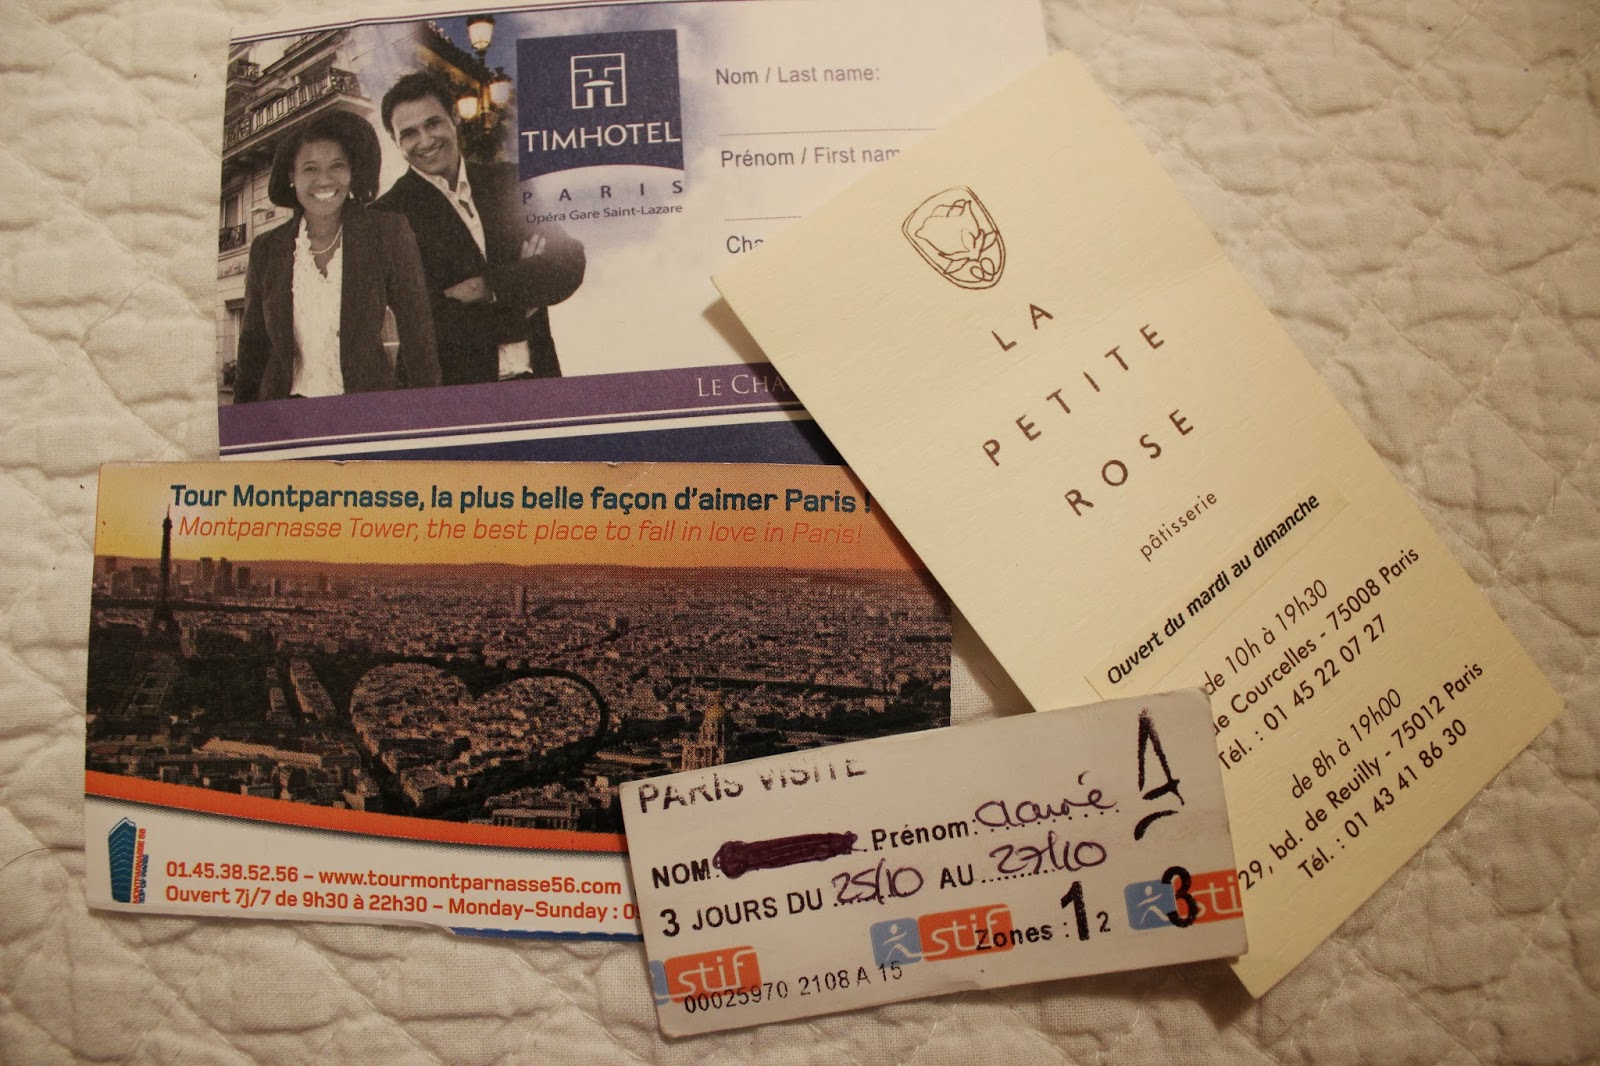 TIMHOTEL
PARIS
Opéra Gare Saint-Lazare
Nom / Last name:
Prénom / First nam
Cha
LE CHA
LA
PETITE
ROSE
pâtisserie
Ouvert du mardi au dimanche
de 10h à 19h30
de Courcelles - 75008 Paris
Tél. : 01 45 22 07 27
de 8h à 19h00
29, bd. de Reuilly - 75012 Paris
Tél. : 01 43 41 86 30
Tour Montparnasse, la plus belle façon d'aimer Paris !
Montparnasse Tower, the best place to fall in love in Paris!
MONTPARNASSE 56
01.45.38.52.56 – www.tourmontparnasse56.com
Ouvert 7j/7 de 9h30 à 22h30 – Monday-Sunday : 09
PARIS VISITE
A
NOM: Prénom:
3 JOURS DU 25/10 AU 27/10
Zones : 1 2 3
stif stif sti
00025970 2108 A 15